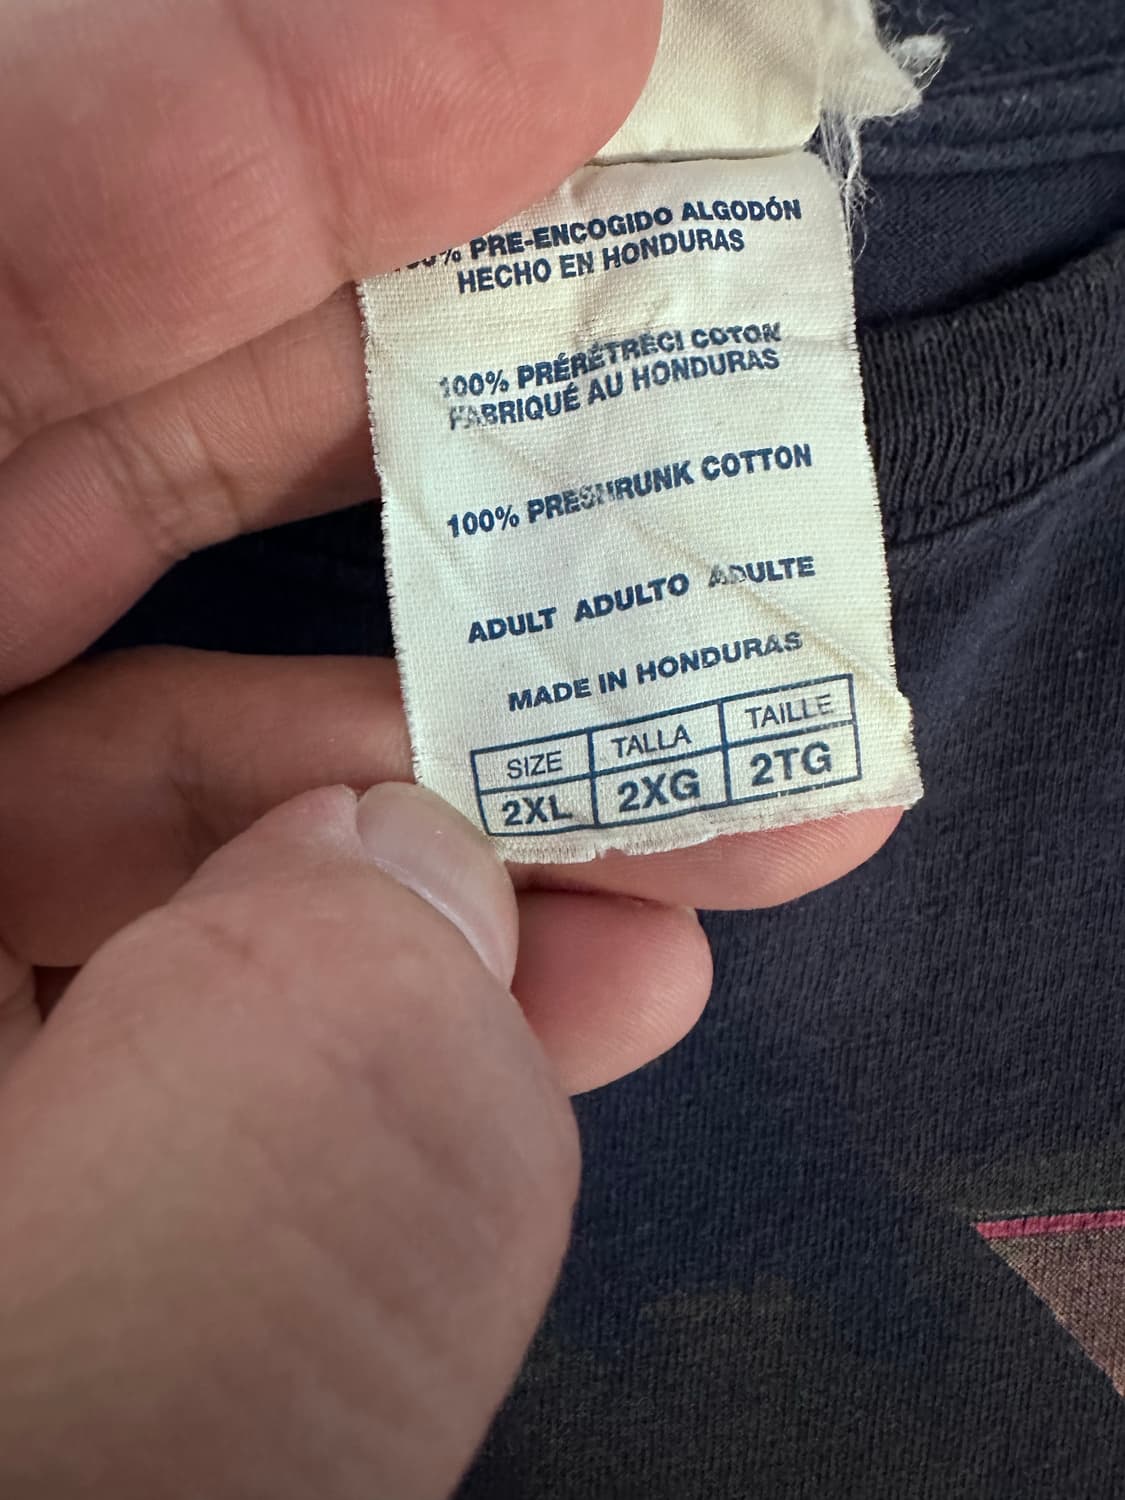 % PRE-ENCOGIDO ALGODÓN
HECHO EN HONDURAS
100% PRÉRÉTRÉCI COTON
FABRIQUÉ AU HONDURAS
100% PRESHRUNK COTTON
ADULT ADULTO ADULTE
MADE IN HONDURAS
SIZE TALLA TAILLE
2XL 2XG 2TG